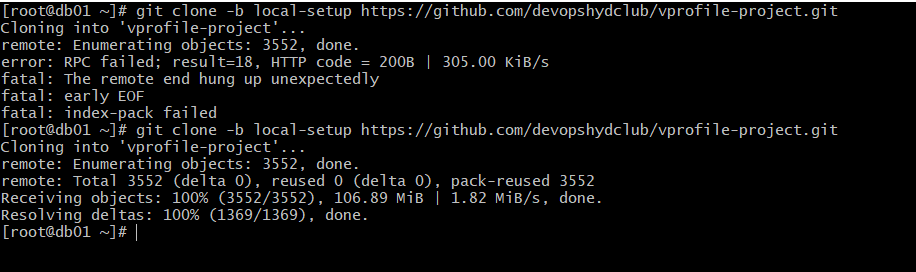 [root@db01 ~]# git clone -b local-setup https://github.com/devopshydclub/vprofile-project.git
Cloning into 'vprofile-project'...
remote: Enumerating objects: 3552, done.
error: RPC failed; result=18, HTTP code = 200B | 305.00 KiB/s
fatal: The remote end hung up unexpectedly
fatal: early EOF
fatal: index-pack failed
[root@db01 ~]# git clone -b local-setup https://github.com/devopshydclub/vprofile-project.git
Cloning into 'vprofile-project'...
remote: Enumerating objects: 3552, done.
remote: Total 3552 (delta 0), reused 0 (delta 0), pack-reused 3552
Receiving objects: 100% (3552/3552), 106.89 MiB | 1.82 MiB/s, done.
Resolving deltas: 100% (1369/1369), done.
[root@db01 ~]#